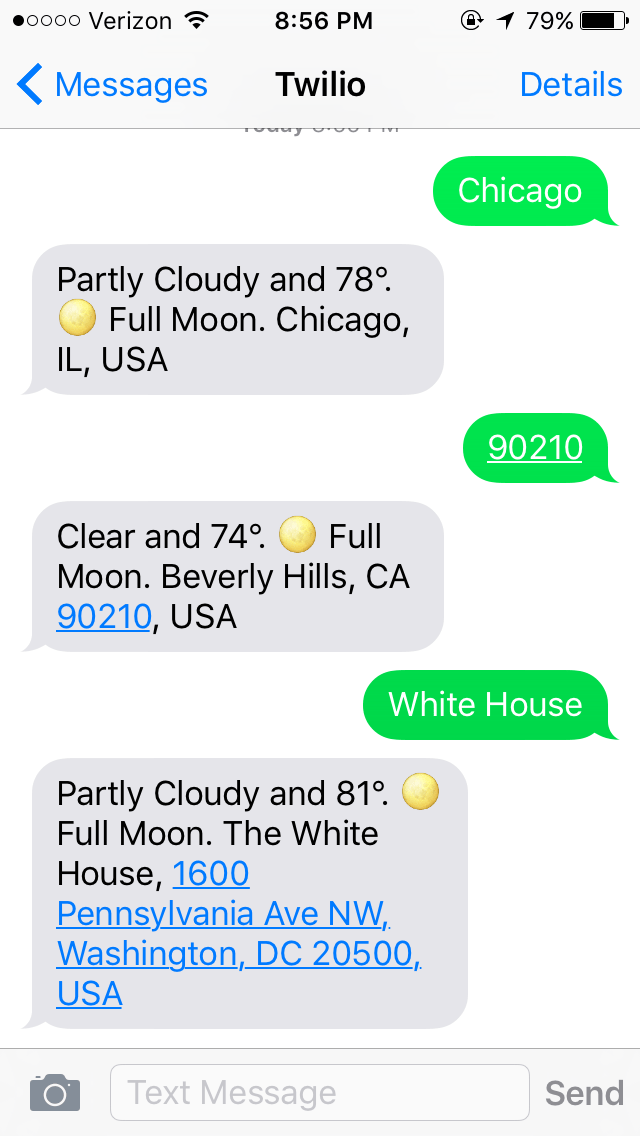 Verizon 8:56 PM 79%
Messages Twilio Details
Chicago
Partly Cloudy and 78°.
🌕 Full Moon. Chicago,
IL, USA
90210
Clear and 74°. 🌕 Full
Moon. Beverly Hills, CA
90210, USA
White House
Partly Cloudy and 81°. 🌕
Full Moon. The White
House, 1600
Pennsylvania Ave NW,
Washington, DC 20500,
USA
Text Message Send